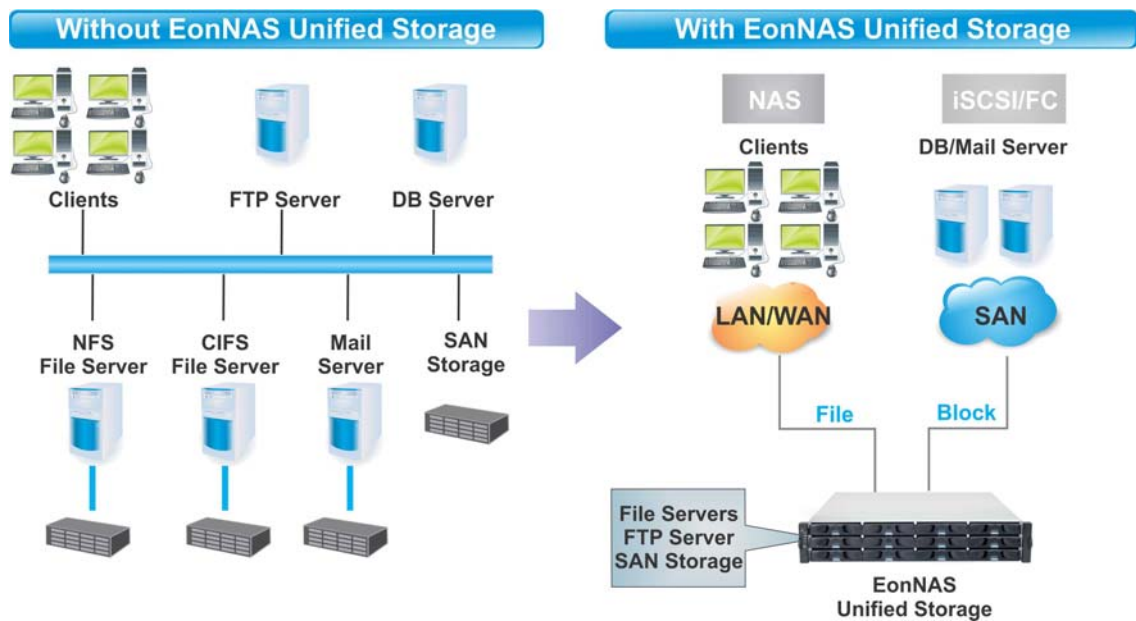 Without EonNAS Unified Storage
Clients
FTP Server
DB Server
NFS
File Server
CIFS
File Server
Mail
Server
SAN
Storage
With EonNAS Unified Storage
NAS
iSCSI/FC
Clients
DB/Mail Server
LAN/WAN
SAN
File
Block
File Servers
FTP Server
SAN Storage
EonNAS
Unified Storage